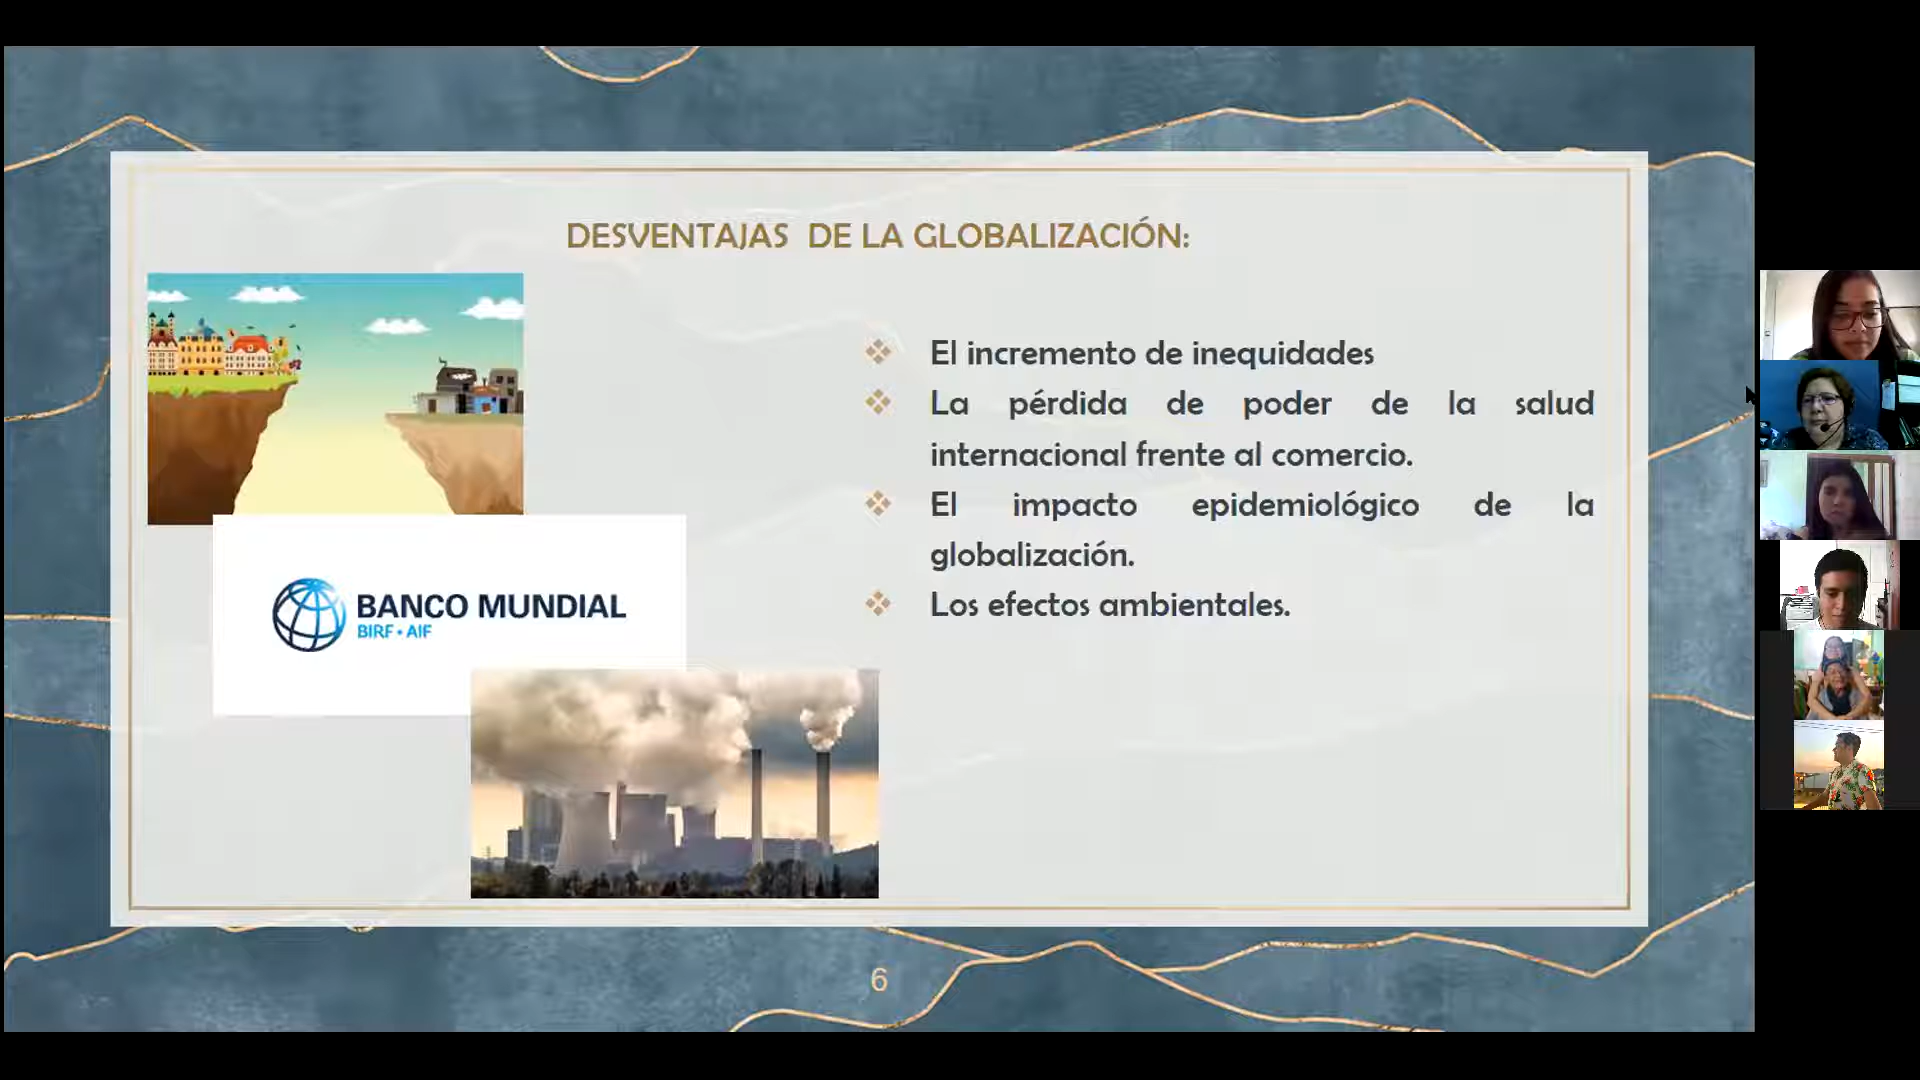 DESVENTAJAS DE LA GLOBALIZACIÓN:
El incremento de inequidades
La pérdida de poder de la salud
internacional frente al comercio.
El impacto epidemiológico de la
globalización.
Los efectos ambientales.
BANCO MUNDIAL
BIRF • AIF
6